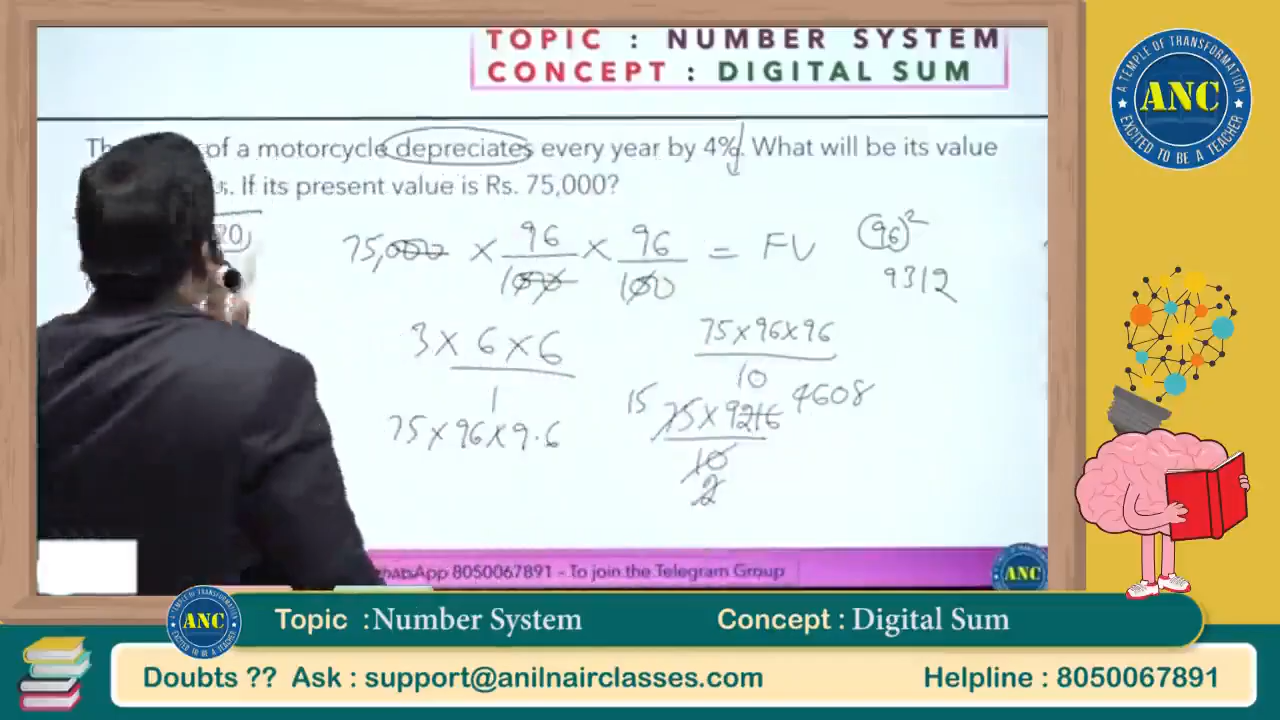 TOPIC : NUMBER SYSTEM
CONCEPT : DIGITAL SUM
A TEMPLE OF TRANSFORMATION
ANC
EXCITED TO BE A TEACHER
of a motorcycle depreciates every year by 4%. What will be its value
. If its present value is Rs. 75,000?
75,000 × 96/100 × 96/100 = FV
(96)²
9312
3 × 6 × 6
1
75 × 96 × 96
10
75 × 96 × 9.6
15 75 × 9216 4608
10
2
8050067891 - To join the Telegram Group
ANC
ANC
Topic : Number System
Concept : Digital Sum
Doubts ?? Ask : support@anilnairclasses.com
Helpline : 8050067891